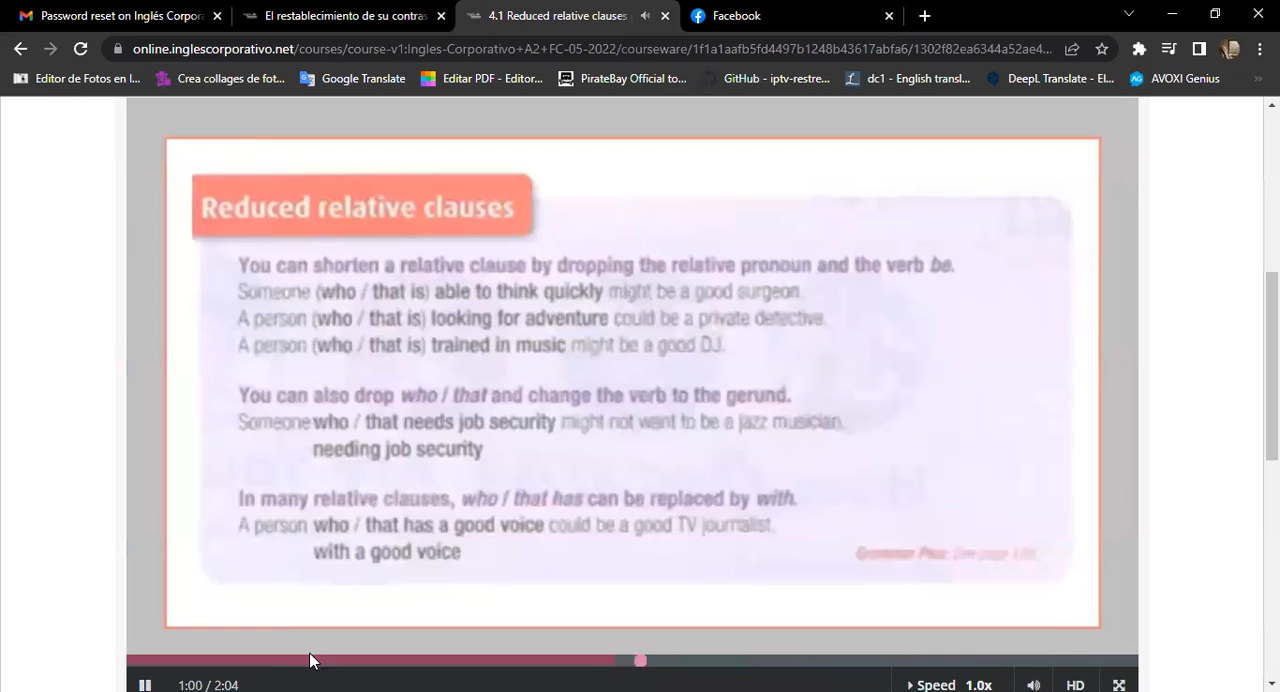 Password reset on Inglés Corpora
El restablecimiento de su contras
4.1 Reduced relative clauses
Facebook
online.inglescorporativo.net/courses/course-v1:Ingles-Corporativo+A2+FC-05-2022/courseware/1f1a1aafb5fd4497b1248b43617abfa6/1302f82ea6344a52ae4...
Editor de Fotos en l...
Crea collages de fot...
Google Translate
Editar PDF - Editor...
PirateBay Official to...
GitHub - iptv-restre...
dc1 - English transl...
DeepL Translate - El...
AVOXI Genius
»
Reduced relative clauses
You can shorten a relative clause by dropping the relative pronoun and the verb be.
Someone (who / that is) able to think quickly might be a good surgeon.
A person (who / that is) looking for adventure could be a private detective.
A person (who / that is) trained in music might be a good DJ.
You can also drop who / that and change the verb to the gerund.
Someone who / that needs job security might not want to be a jazz musician.
needing job security
In many relative clauses, who / that has can be replaced by with.
A person who / that has a good voice could be a good TV journalist.
with a good voice
Grammar Plus: See page
1:00 / 2:04
Speed 1.0x
HD